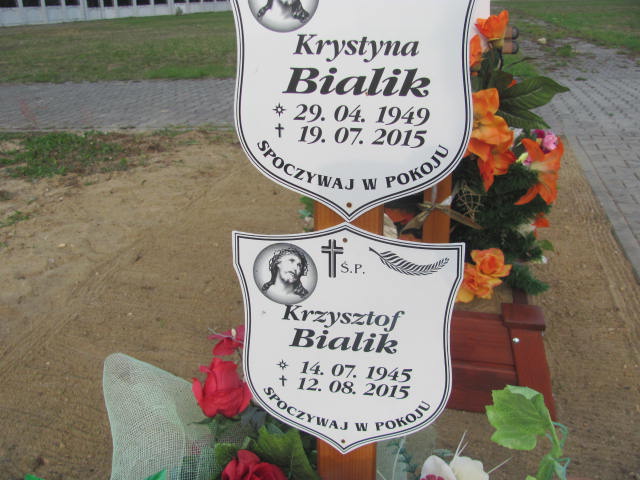 Krystyna
Bialik
29. 04. 1949
† 19. 07. 2015
SPOCZYWAJ W POKOJU
Ś.P.
Krzysztof
Bialik
14. 07. 1945
† 12. 08. 2015
SPOCZYWAJ W POKOJU